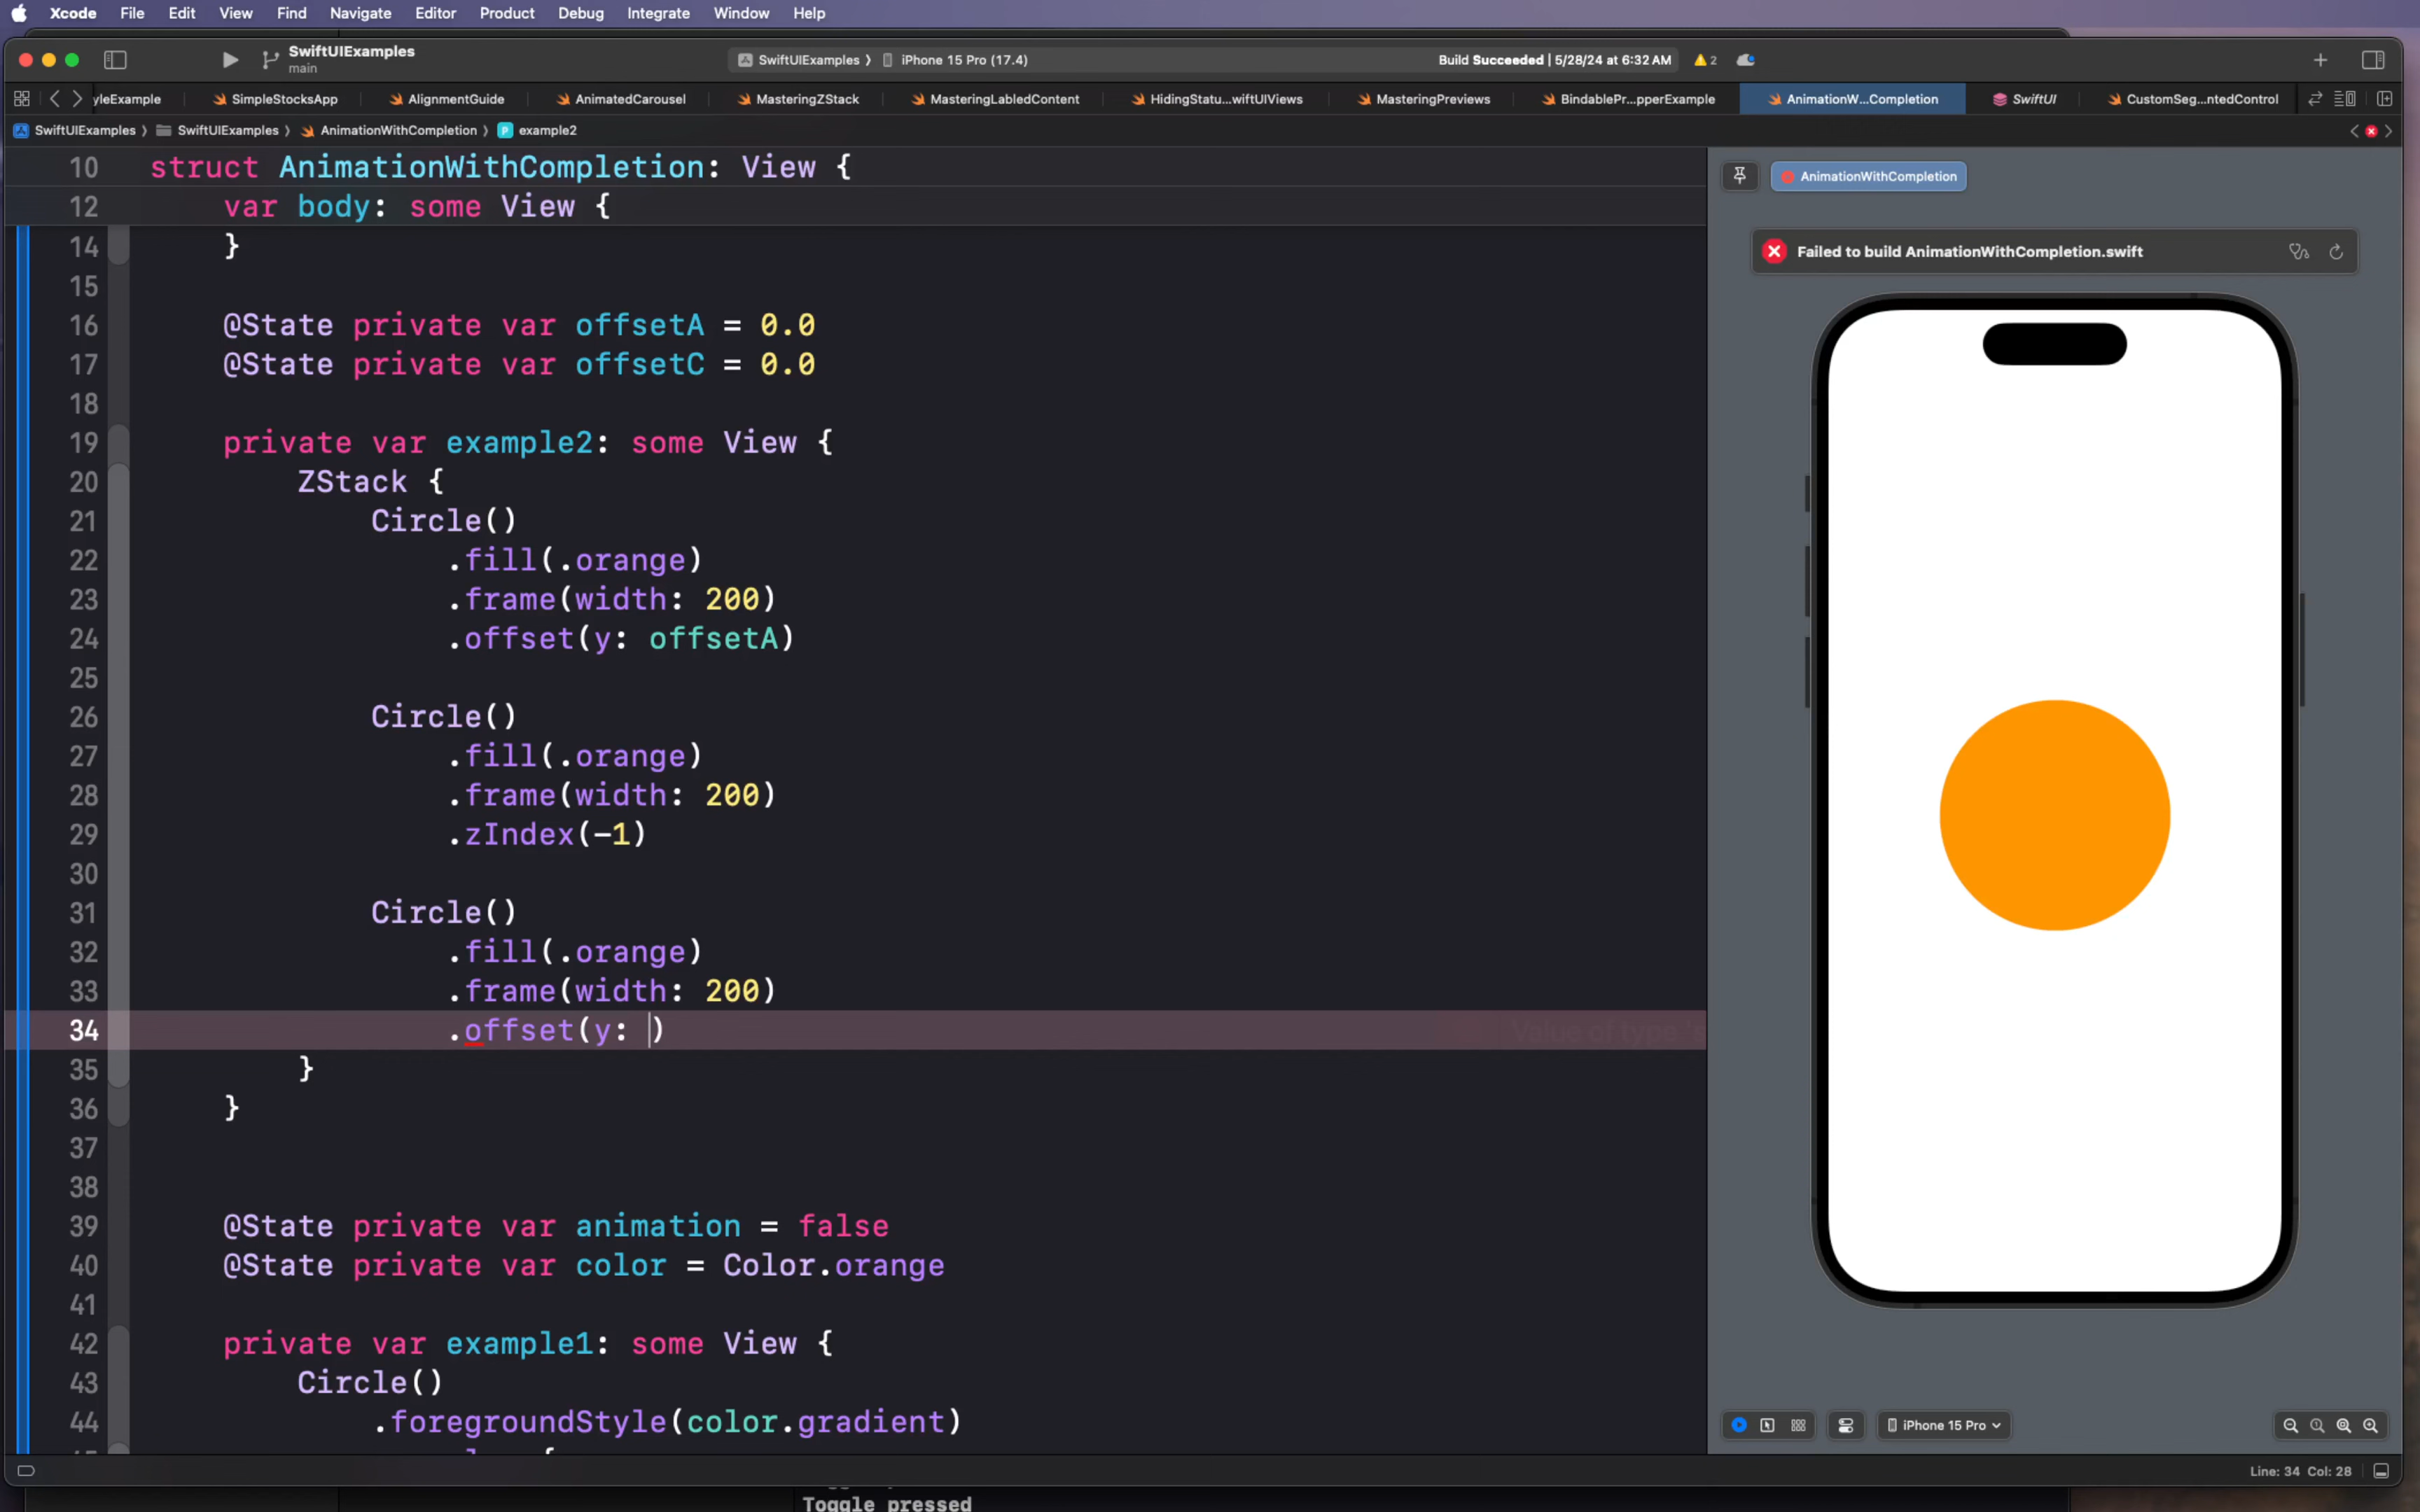 Xcode File Edit View Find Navigate Editor Product Debug Integrate Window Help
SwiftUIExamples
main
SwiftUIExamples iPhone 15 Pro (17.4)
Build Succeeded | 5/28/24 at 6:32 AM
2
yleExample SimpleStocksApp AlignmentGuide AnimatedCarousel MasteringZStack MasteringLabledContent HidingStatu...wiftUIViews MasteringPreviews BindablePr...pperExample AnimationW...Completion SwiftUI CustomSeg...ntedControl
SwiftUIExamples SwiftUIExamples AnimationWithCompletion P example2
10 struct AnimationWithCompletion: View {
12 var body: some View {
14 }
15
16 @State private var offsetA = 0.0
17 @State private var offsetC = 0.0
18
19 private var example2: some View {
20 ZStack {
21 Circle()
22 .fill(.orange)
23 .frame(width: 200)
24 .offset(y: offsetA)
25
26 Circle()
27 .fill(.orange)
28 .frame(width: 200)
29 .zIndex(-1)
30
31 Circle()
32 .fill(.orange)
33 .frame(width: 200)
34 .offset(y: )
Value of type
35 }
36 }
37
38
39 @State private var animation = false
40 @State private var color = Color.orange
41
42 private var example1: some View {
43 Circle()
44 .foregroundStyle(color.gradient)
AnimationWithCompletion
Failed to build AnimationWithCompletion.swift
iPhone 15 Pro
Line: 34 Col: 28
Toggle pressed